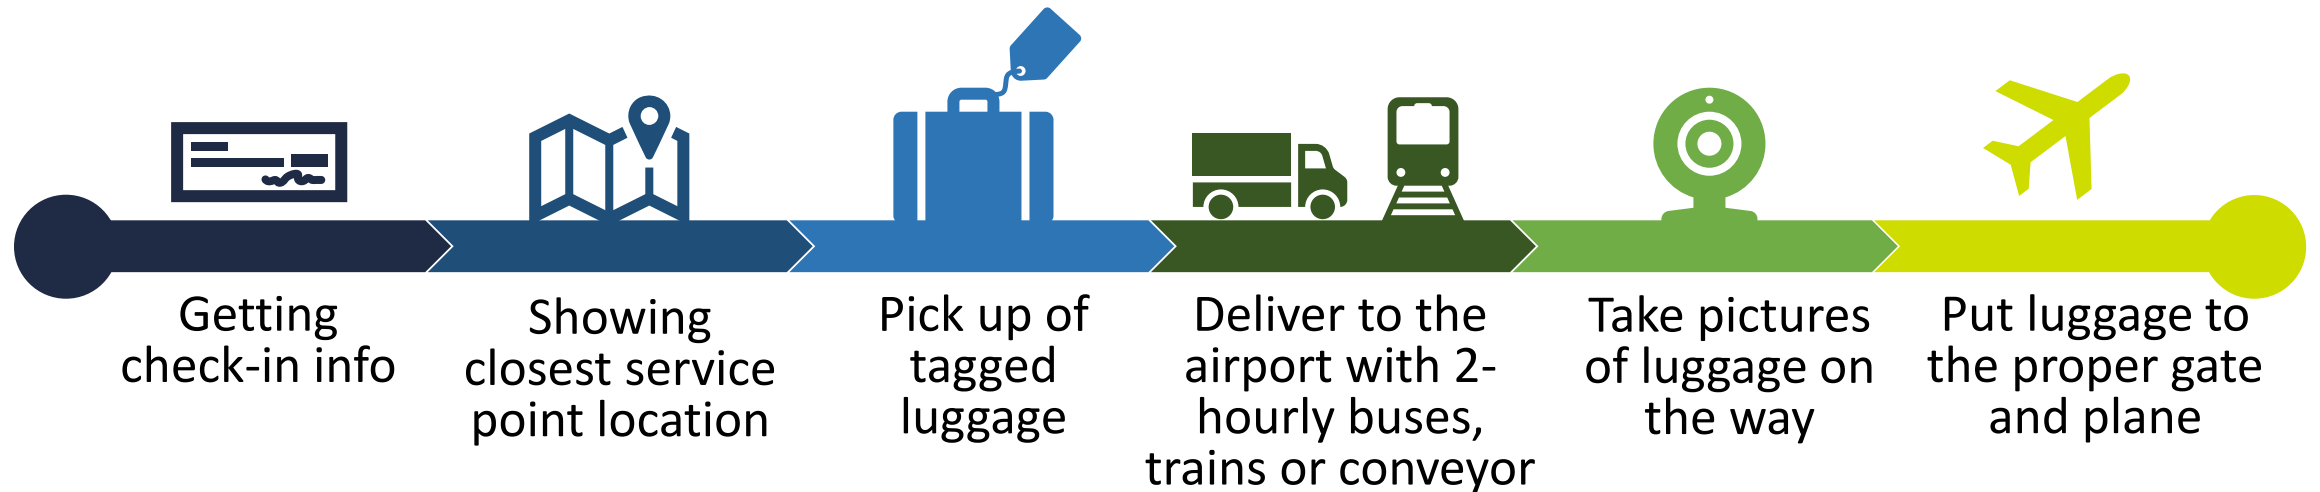 Getting
check-in info
Showing
closest service
point location
Pick up of
tagged
luggage
Deliver to the
airport with 2-
hourly buses,
trains or conveyor
Take pictures
of luggage on
the way
Put luggage to
the proper gate
and plane